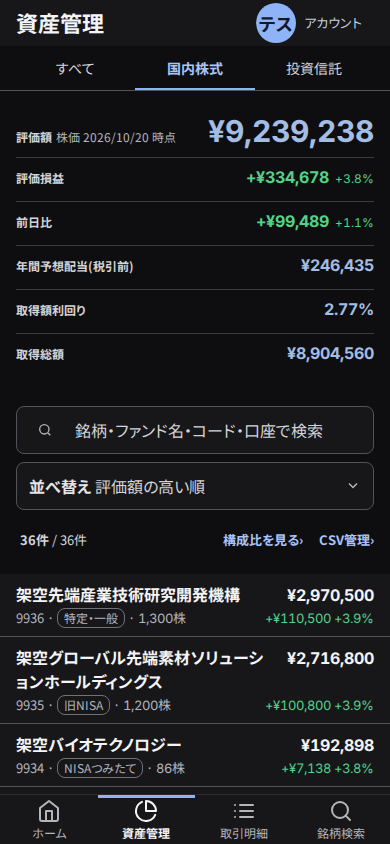 資産管理
テス アカウント
すべて 国内株式 投資信託
評価額 株価 2026/10/20 時点 ¥9,239,238
評価損益 +¥334,678 +3.8%
前日比 +¥99,489 +1.1%
年間予想配当(税引前) ¥246,435
取得額利回り 2.77%
取得総額 ¥8,904,560
銘柄・ファンド名・コード・口座で検索
並べ替え 評価額の高い順
36件 / 36件 構成比を見る› CSV管理›
架空先端産業技術研究開発機構 ¥2,970,500
9936 · 特定・一般 · 1,300株 +¥110,500 +3.9%
架空グローバル先端素材ソリューシ ¥2,716,800
ョンホールディングス
9935 · 旧NISA · 1,200株 +¥100,800 +3.9%
架空バイオテクノロジー ¥192,898
9934 · NISAつみたて · 86株 +¥7,138 +3.8%
ホーム 資産管理 取引明細 銘柄検索